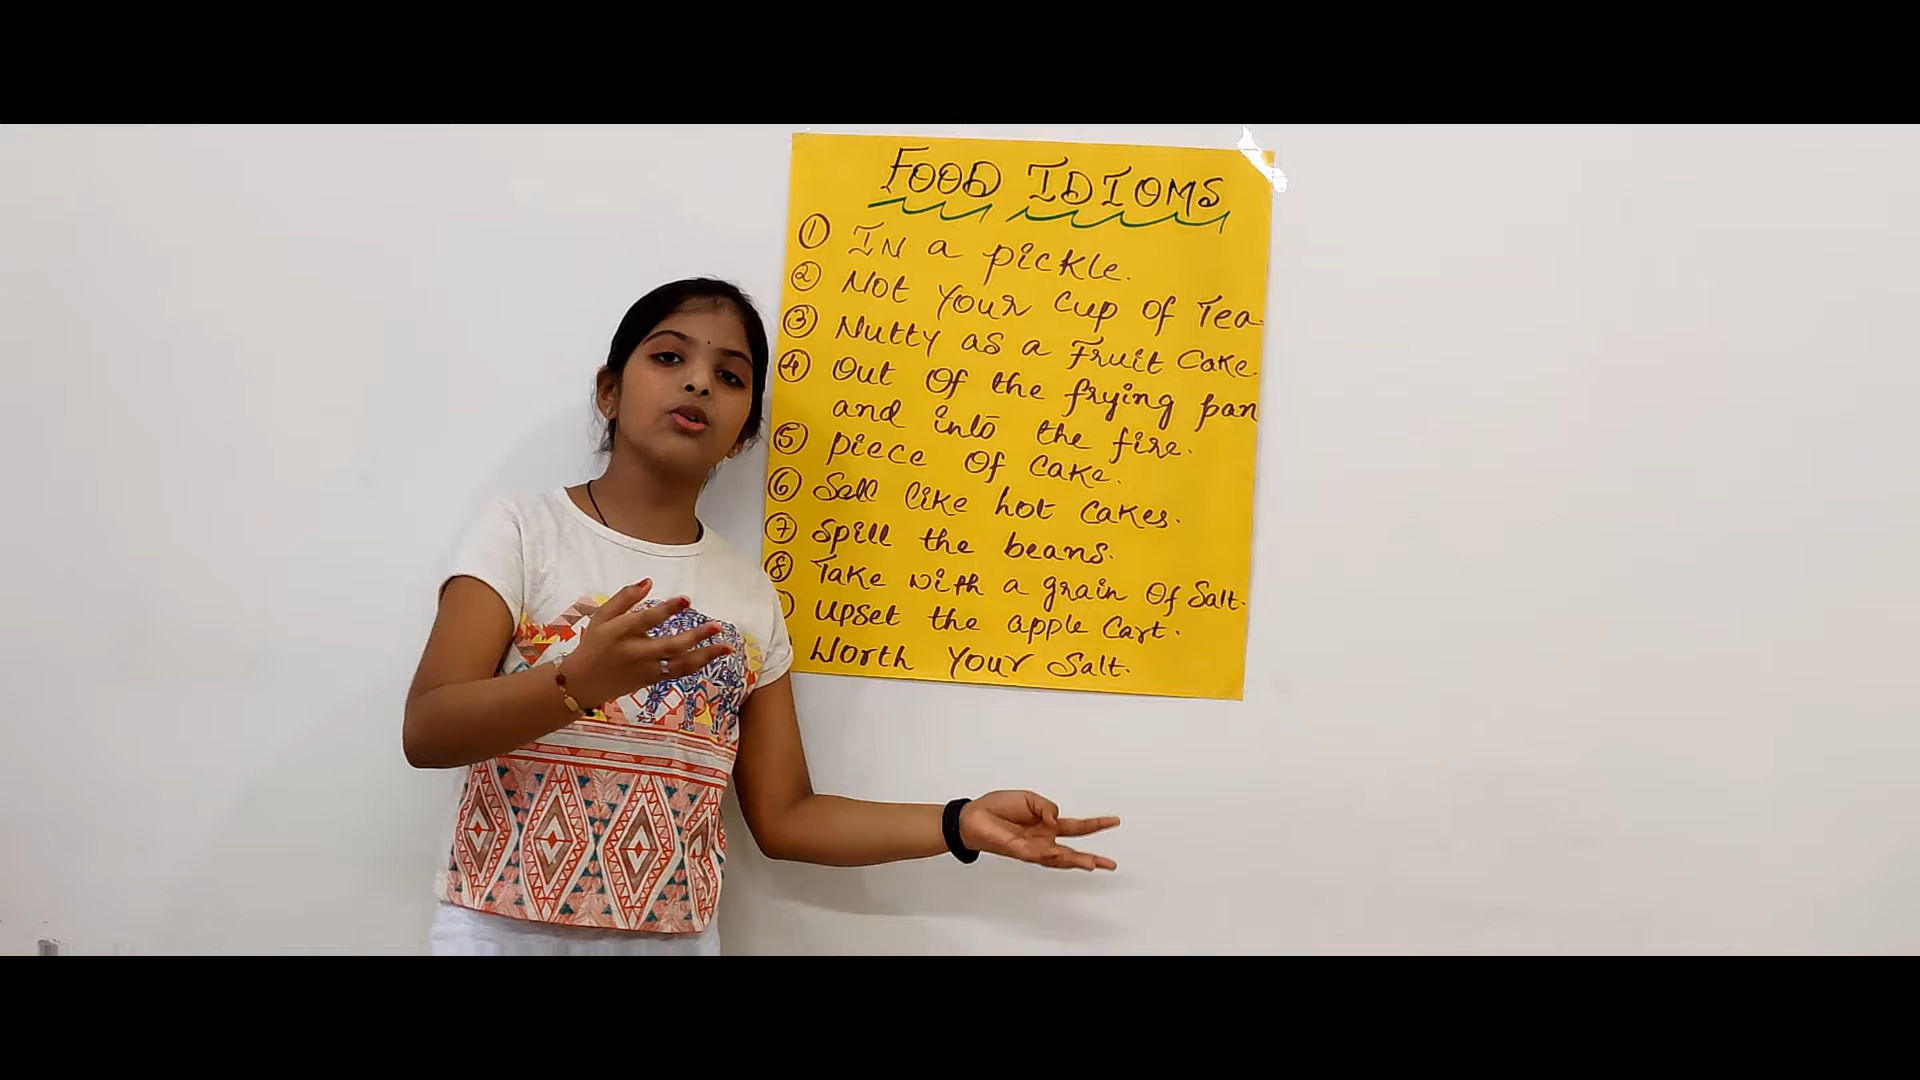 FOOD IDIOMS
① IN a pickle.
② Not Your Cup Of Tea.
③ Nutty as a Fruit Cake.
④ Out Of the frying pan
and into the fire.
⑤ piece Of Cake.
⑥ Sell like hot Cakes.
⑦ Spill the beans.
⑧ Take with a grain Of Salt.
Upset the apple Cart.
Worth Your Salt.